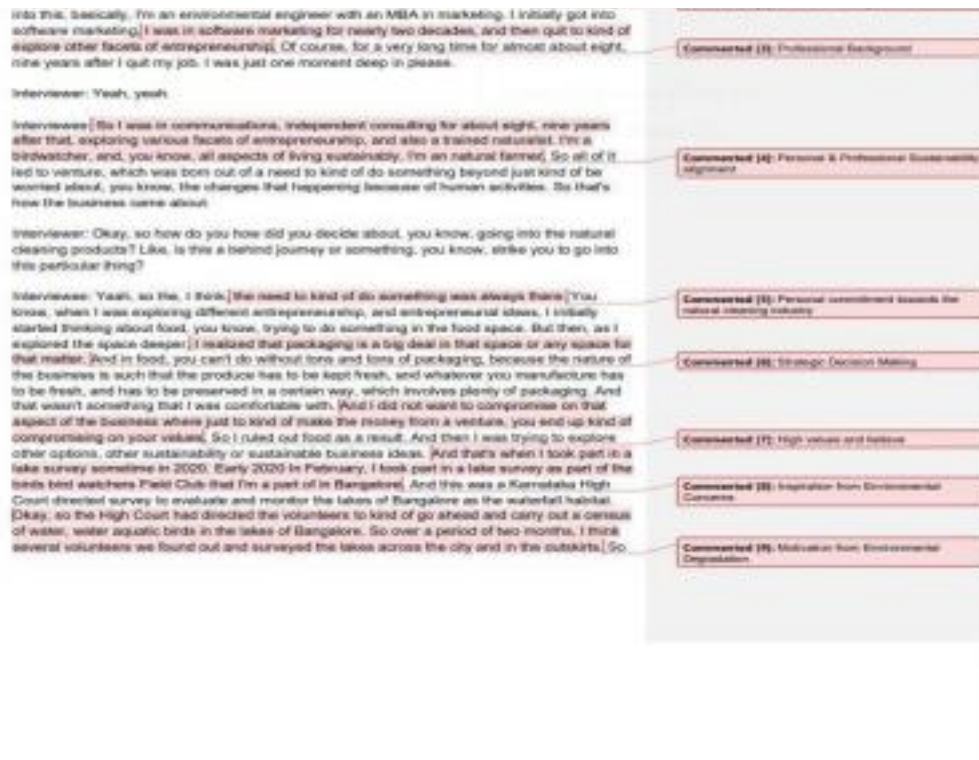 into this, basically, I'm an environmental engineer with an MBA in marketing. I initially got into
software marketing. I was in software marketing for nearly two decades, and then quit to kind of
explore other facets of entrepreneurship. Of course, for a very long time for almost about eight,
nine years after I quit my job. I was just one moment deep in please.
Interviewer: Yeah, yeah.
Interviewee: So I was in communications, independent consulting for about eight, nine years
after that, exploring various facets of entrepreneurship, and also a trained naturalist. I'm a
birdwatcher, and, you know, all aspects of living sustainably, I'm an natural farmer. So all of it
led to venture, which was born out of a need to kind of do something beyond just kind of be
worried about, you know, the changes that happening because of human activities. So that's
how the business came about.
Interviewer: Okay, so how do you how did you decide about, you know, going into the natural
cleaning products? Like, is this a behind journey or something, you know, strike you to go into
this particular thing?
Interviewee: Yeah, so the, I think, the need to kind of do something was always there. You
know, when I was exploring different entrepreneurship, and entrepreneurial ideas, I initially
started thinking about food, you know, trying to do something in the food space. But then, as I
explored the space deeper, I realized that packaging is a big deal in that space or any space for
that matter. And in food, you can't do without tons and tons of packaging, because the nature of
the business is such that the produce has to be kept fresh, and whatever you manufacture has
to be fresh, and has to be preserved in a certain way, which involves plenty of packaging. And
that wasn't something that I was comfortable with. And I did not want to compromise on that
aspect of the business where just to kind of make the money from a venture, you end up kind of
compromising on your values. So I ruled out food as a result. And then I was trying to explore
other options, other sustainability or sustainable business ideas. And that's when I took part in a
lake survey sometime in 2020. Early 2020 In February, I took part in a lake survey as part of the
birds bird watchers Field Club that I'm a part of in Bangalore. And this was a Karnataka High
Court directed survey to evaluate and monitor the lakes of Bangalore as the waterfall habitat.
Okay, so the High Court had directed the volunteers to kind of go ahead and carry out a census
of water, water aquatic birds in the lakes of Bangalore. So over a period of two months, I think
several volunteers we found out and surveyed the lakes across the city and in the outskirts. So
Commented [3]: Professional Background
Commented [4]: Personal & Professional Sustainable
alignment
Commented [5]: Personal commitment towards the
natural cleaning industry
Commented [6]: Strategic Decision Making
Commented [7]: High values and believe
Commented [8]: Inspiration from Environmental
Concerns
Commented [9]: Motivation from Environmental
Degradation